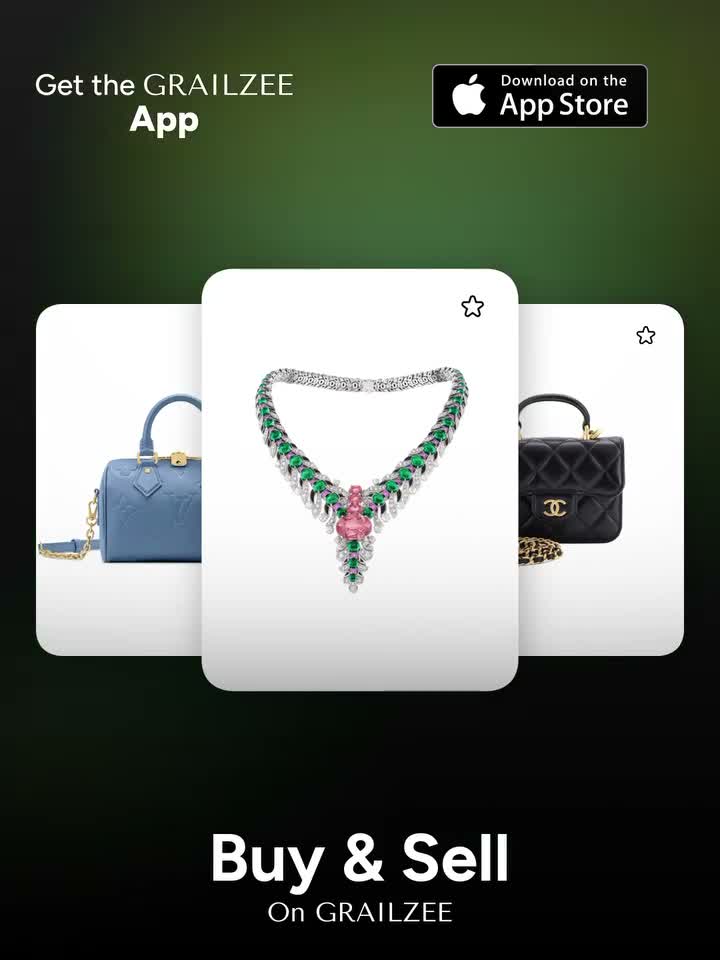 Get the GRAILZEE
App
Download on the
App Store
Buy & Sell
On GRAILZEE